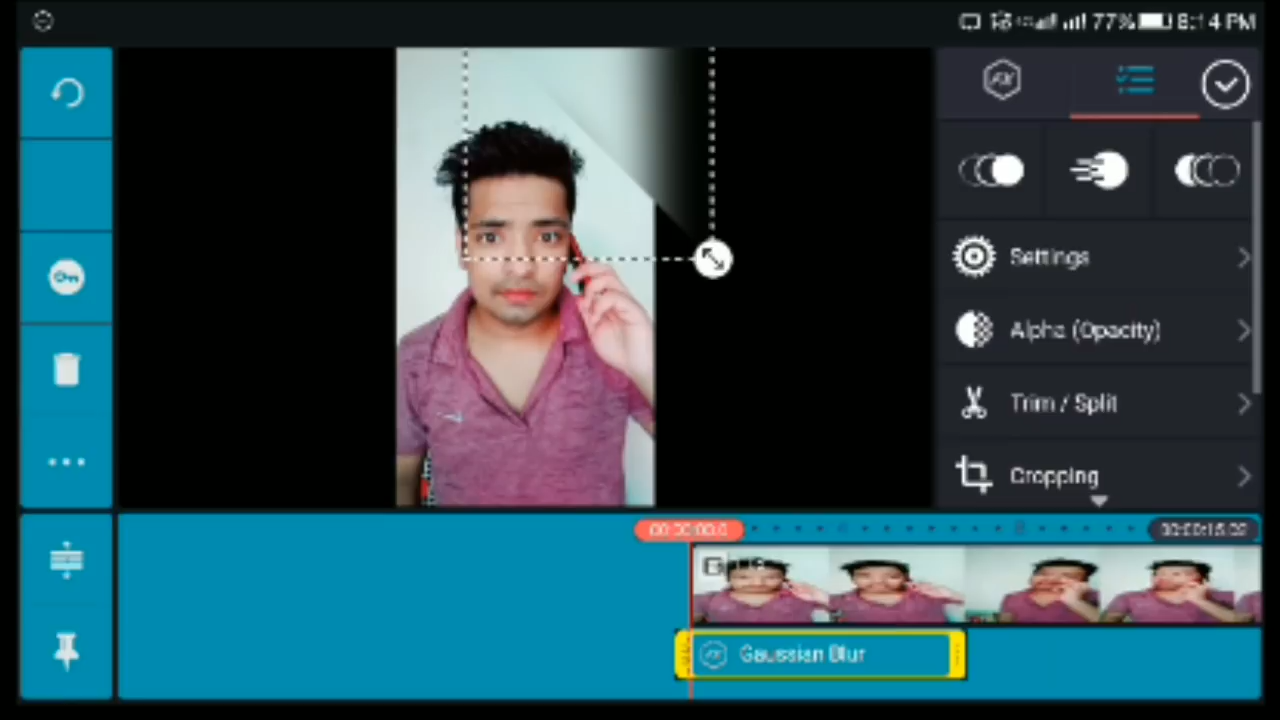 77% 8:14 PM
Settings
Alpha (Opacity)
Trim / Split
Cropping
Gaussian Blur